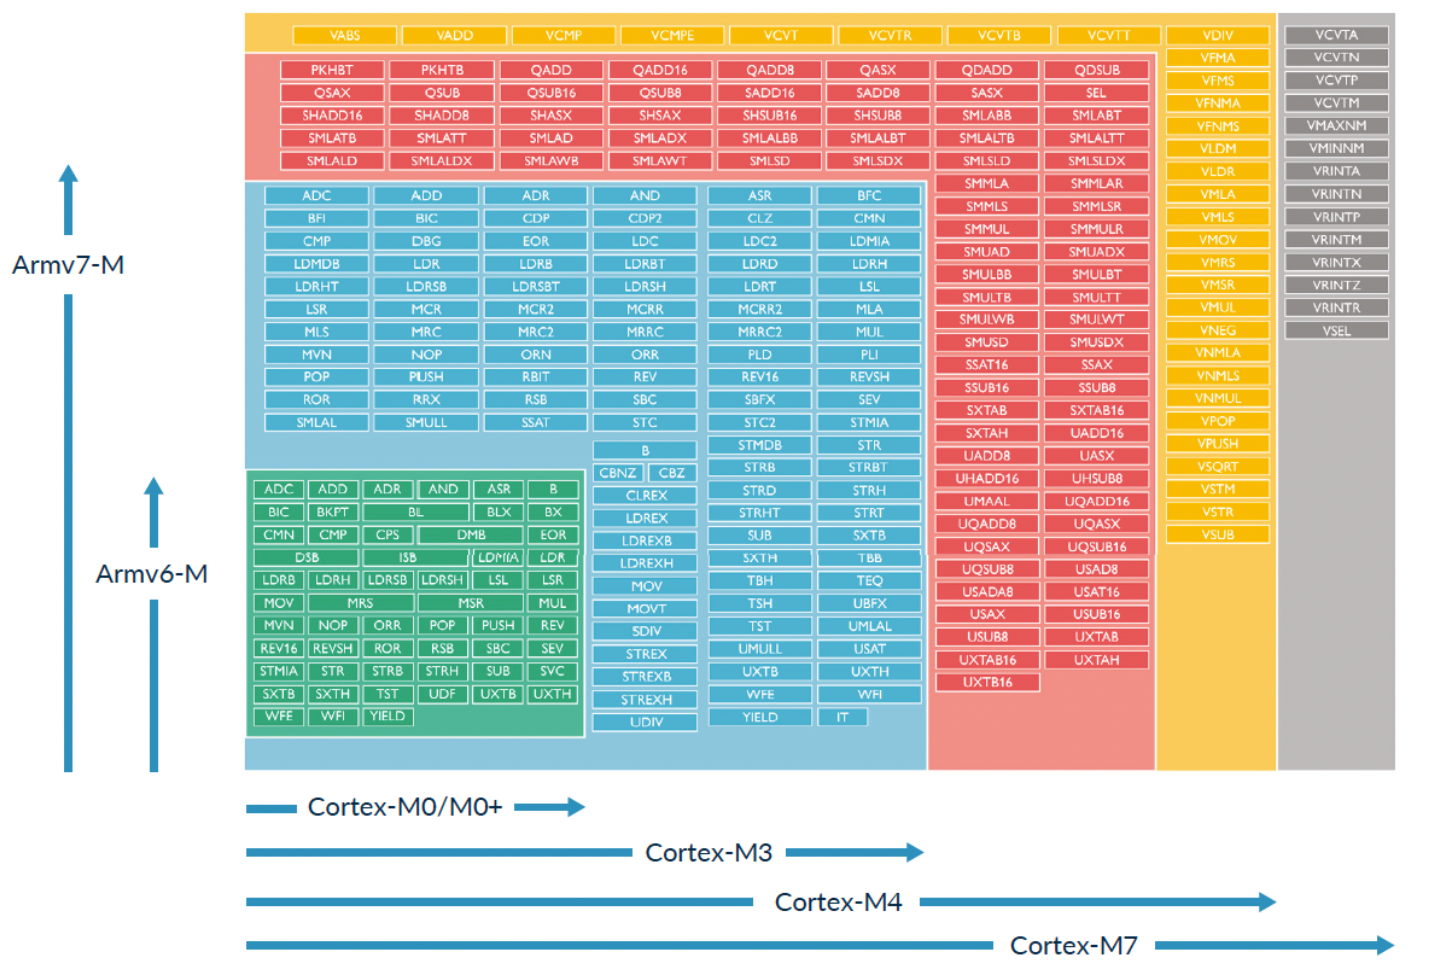 VABS VADD VCMP VCMPE VCVT VCVTR VCVTB VCVTT VDIV VCVTA
VFMA VCVTN
PKHBT PKHTB QADD QADD16 QADD8 QASX QDADD QDSUB VFMS VCVTP
QSAX QSUB QSUB16 QSUB8 SADD16 SADD8 SASX SEL VFNMA VCVTM
SHADD16 SHADD8 SHASX SHSAX SHSUB16 SHSUB8 SMLABB SMLABT VFNMS VMAXNM
SMLATB SMLATT SMLAD SMLADX SMLALBB SMLALBT SMLALTB SMLALTT VLDM VMINNM
SMLALD SMLALDX SMLAWB SMLAWT SMLSD SMLSDX SMLSLD SMLSLDX VLDR VRINTA
ADC ADD ADR AND ASR BFC SMMLA SMMLAR VMLA VRINTN
BFI BIC CDP CDP2 CLZ CMN SMMLS SMMLSR VMLS VRINTP
CMP DBG EOR LDC LDC2 LDMIA SMMUL SMMULR VMOV VRINTM
LDMDB LDR LDRB LDRBT LDRD LDRH SMUAD SMUADX VMRS VRINTX
LDRHT LDRSB LDRSBT LDRSH LDRT LSL SMULBB SMULBT VMSR VRINTZ
LSR MCR MCR2 MCRR MCRR2 MLA SMULTB SMULTT VMUL VRINTR
MLS MRC MRC2 MRRC MRRC2 MUL SMULWB SMULWT VNEG VSEL
MVN NOP ORN ORR PLD PLI SMUSD SMUSDX VNMLA
POP PUSH RBIT REV REV16 REVSH SSAT16 SSAX VNMLS
ROR RRX RSB SBC SBFX SEV SSUB16 SSUB8 VNMUL
SMLAL SMULL SSAT STC STC2 STMIA SXTAB SXTAB16 VPOP
B STMDB STR SXTAH UADD16 VPUSH
CBNZ CBZ STRB STRBT UADD8 UASX VSQRT
ADC ADD ADR AND ASR B CLREX STRD STRH UHADD16 UHSUB8 VSTM
BIC BKPT BL BLX BX LDREX STRHT STRT UMAAL UQADD16 VSTR
CMN CMP CPS DMB EOR LDREXB SUB SXTB UQADD8 UQASX VSUB
DSB ISB LDMIA LDR LDREXH SXTH TBB UQSAX UQSUB16
LDRB LDRH LDRSB LDRSH LSL LSR MOV TBH TEQ UQSUB8 USAD8
MOV MRS MSR MUL MOVT TSH UBFX USADA8 USAT16
MVN NOP ORR POP PUSH REV SDIV TST UMLAL USAX USUB16
REV16 REVSH ROR RSB SBC SEV STREX UMULL USAT USUB8 UXTAB
STMIA STR STRB STRH SUB SVC STREXB UXTB UXTH UXTAB16 UXTAH
SXTB SXTH TST UDF UXTB UXTH STREXH WFE WFI UXTB16
WFE WFI YIELD UDIV YIELD IT
Armv7-M
Armv6-M
Cortex-M0/M0+
Cortex-M3
Cortex-M4
Cortex-M7